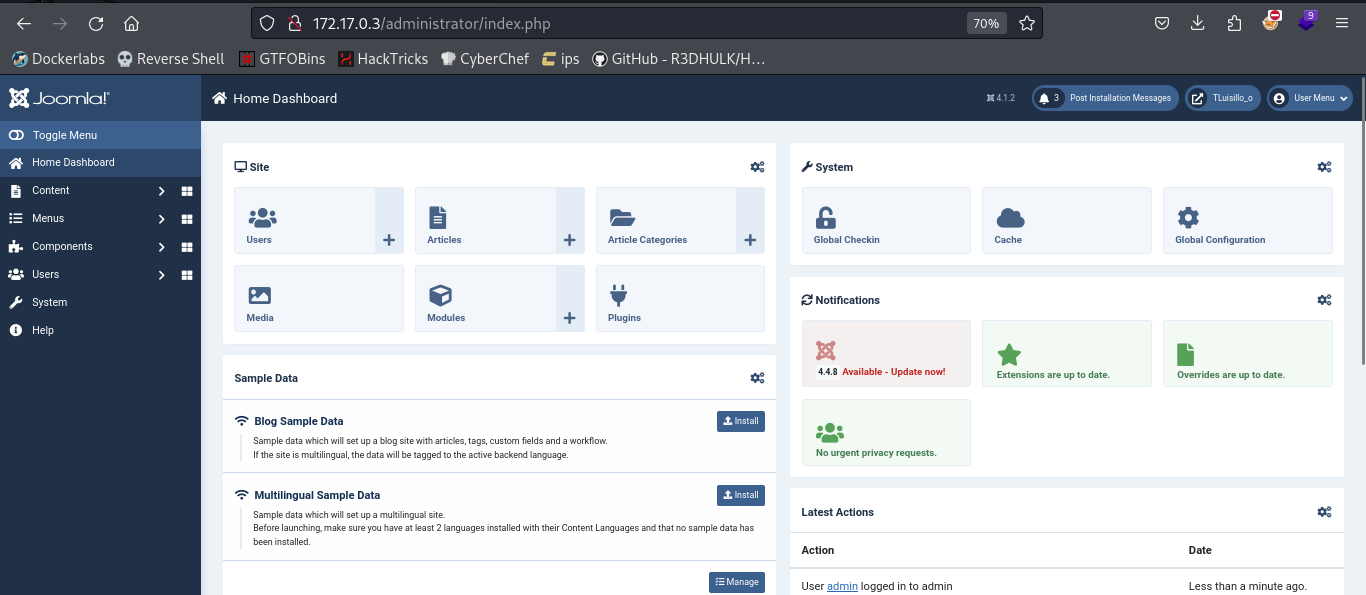 172.17.0.3/administrator/index.php 70% 9
Dockerlabs Reverse Shell GTFOBins HackTricks CyberChef ips GitHub - R3DHULK/H...
Joomla!® Home Dashboard 4.1.2 3 Post Installation Messages TLuisillo_o User Menu
Toggle Menu
Home Dashboard
Content
Menus
Components
Users
System
Help
Site
Users Articles Article Categories
Media Modules Plugins
Sample Data
Blog Sample Data Install
Sample data which will set up a blog site with articles, tags, custom fields and a workflow.
If the site is multilingual, the data will be tagged to the active backend language.
Multilingual Sample Data Install
Sample data which will set up a multilingual site.
Before launching, make sure you have at least 2 languages installed with their Content Languages and that no sample data has
been installed.
Manage
System
Global Checkin Cache Global Configuration
Notifications
4.4.8 Available - Update now! Extensions are up to date. Overrides are up to date.
No urgent privacy requests.
Latest Actions
Action Date
User admin logged in to admin Less than a minute ago.